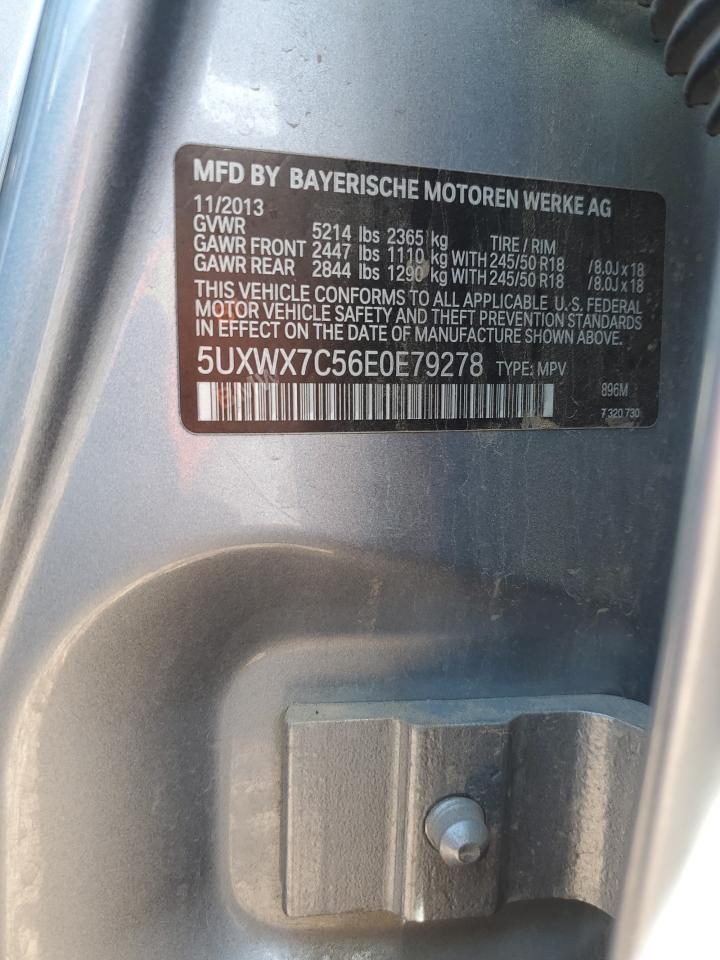 MFD BY BAYERISCHE MOTOREN WERKE AG
11/2013
GVWR 5214 lbs 2365 kg TIRE / RIM
GAWR FRONT 2447 lbs 1110 kg WITH 245/50 R18 /8.0J x 18
GAWR REAR 2844 lbs 1290 kg WITH 245/50 R18 /8.0J x 18
THIS VEHICLE CONFORMS TO ALL APPLICABLE U.S. FEDERAL
MOTOR VEHICLE SAFETY AND THEFT PREVENTION STANDARDS
IN EFFECT ON THE DATE OF MANUFACTURE SHOWN ABOVE.
5UXWX7C56E0E79278 TYPE: MPV
896M
7 320 730